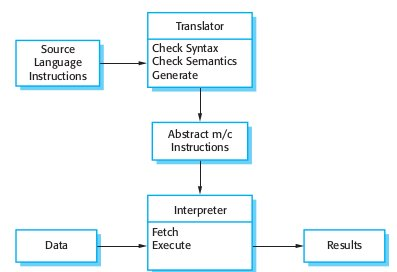 Translator
Source
Language
Instructions
Check Syntax
Check Semantics
Generate
Abstract m/c
Instructions
Interpreter
Fetch
Execute
Data
Results